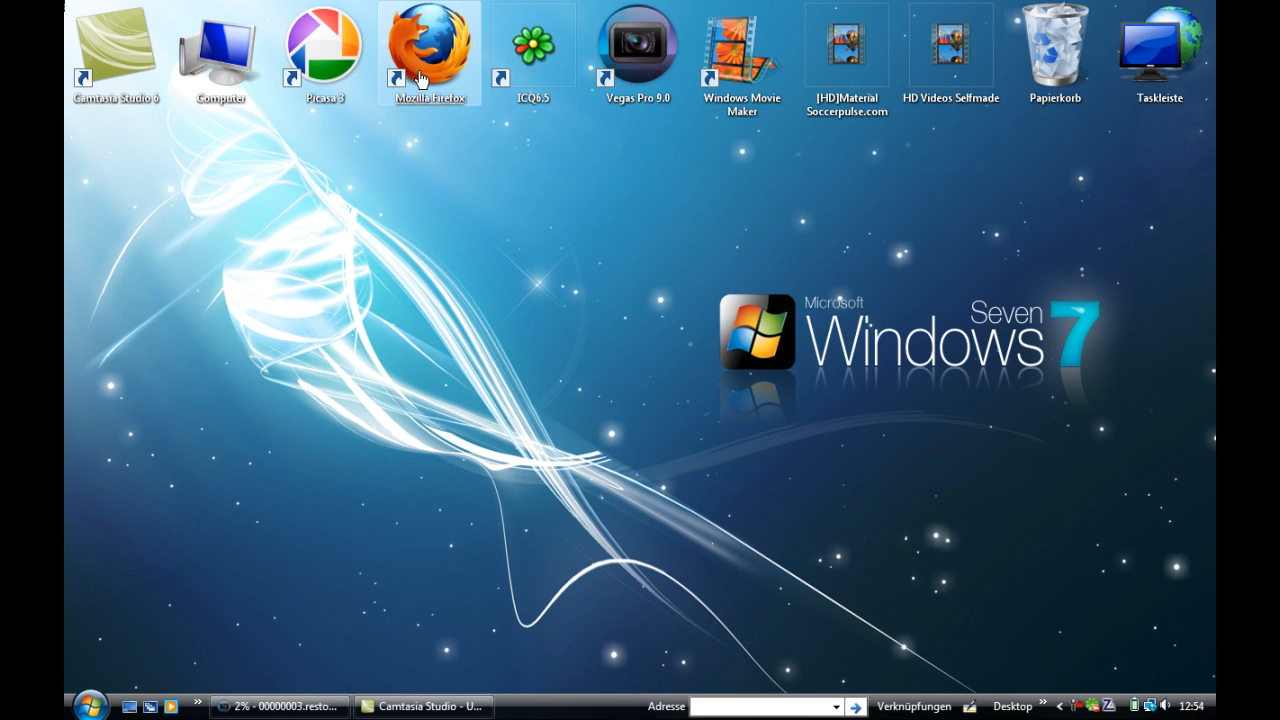 Camtasia Studio 6
Computer
Picasa 3
Mozilla Firefox
ICQ6.5
Vegas Pro 9.0
Windows Movie
Maker
[HD]Material
Soccerpulse.com
HD Videos Selfmade
Papierkorb
Taskleiste
Microsoft
Windows
Seven
7
2% - 00000003.resto...
Camtasia Studio - U...
Adresse
Verknüpfungen
Desktop
12:54